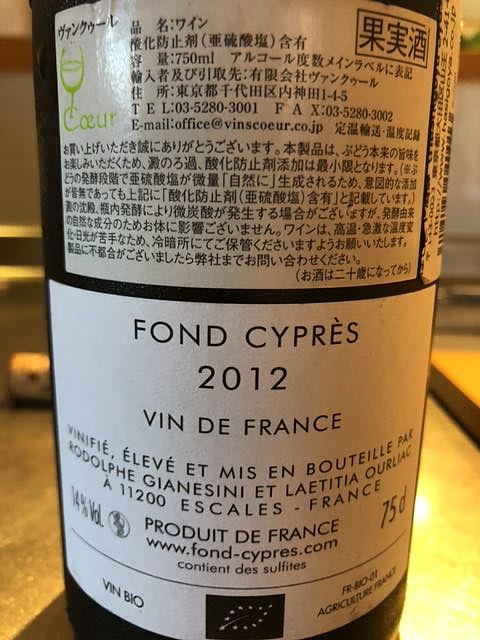 ヴァンクゥール
Cœur
品　名：ワイン
酸化防止剤（亜硫酸塩）含有
果実酒
容　量：750ml　アルコール度数メインラベルに表記
輸入者及び引取先：有限会社ヴァンクゥール
住　所：東京都千代田区内神田1-4-5
TEL:03-5280-3001　FAX:03-5280-3002
E-mail:office@vinscoeur.co.jp　定温輸送・温度記録
お買い上げいただき誠にありがとうございます。本製品は、ぶどう本来の旨味を
お楽しみいただくため、澱のろ過、酸化防止剤添加は最小限となります。（※ぶ
どうの発酵段階で亜硫酸塩が微量「自然に」生成されるため、意図的な添加
が皆無であっても上記に「酸化防止剤（亜硫酸塩）含有」と記載しています。）
澱の沈殿、瓶内発酵により微炭酸が発生する場合がございますが、発酵由来
の自然な成分のためお体に影響ございません。ワインは、高温・急激な温度変
化・日光が苦手なため、冷暗所にてご保管くださいますようお願いいたします。
製品に不都合がございましたら弊社までお問い合わせください。
（お酒は二十歳になってから）
FOND CYPRÈS
2012
VIN DE FRANCE
VINIFIÉ, ÉLEVÉ ET MIS EN BOUTEILLE PAR
RODOLPHE GIANESINI ET LAETITIA OURLIAC
À 11200 ESCALES - FRANCE
14%Vol.
75cl
PRODUIT DE FRANCE
www.fond-cypres.com
contient des sulfites
VIN BIO
FR-BIO-01
AGRICULTURE FRANCE